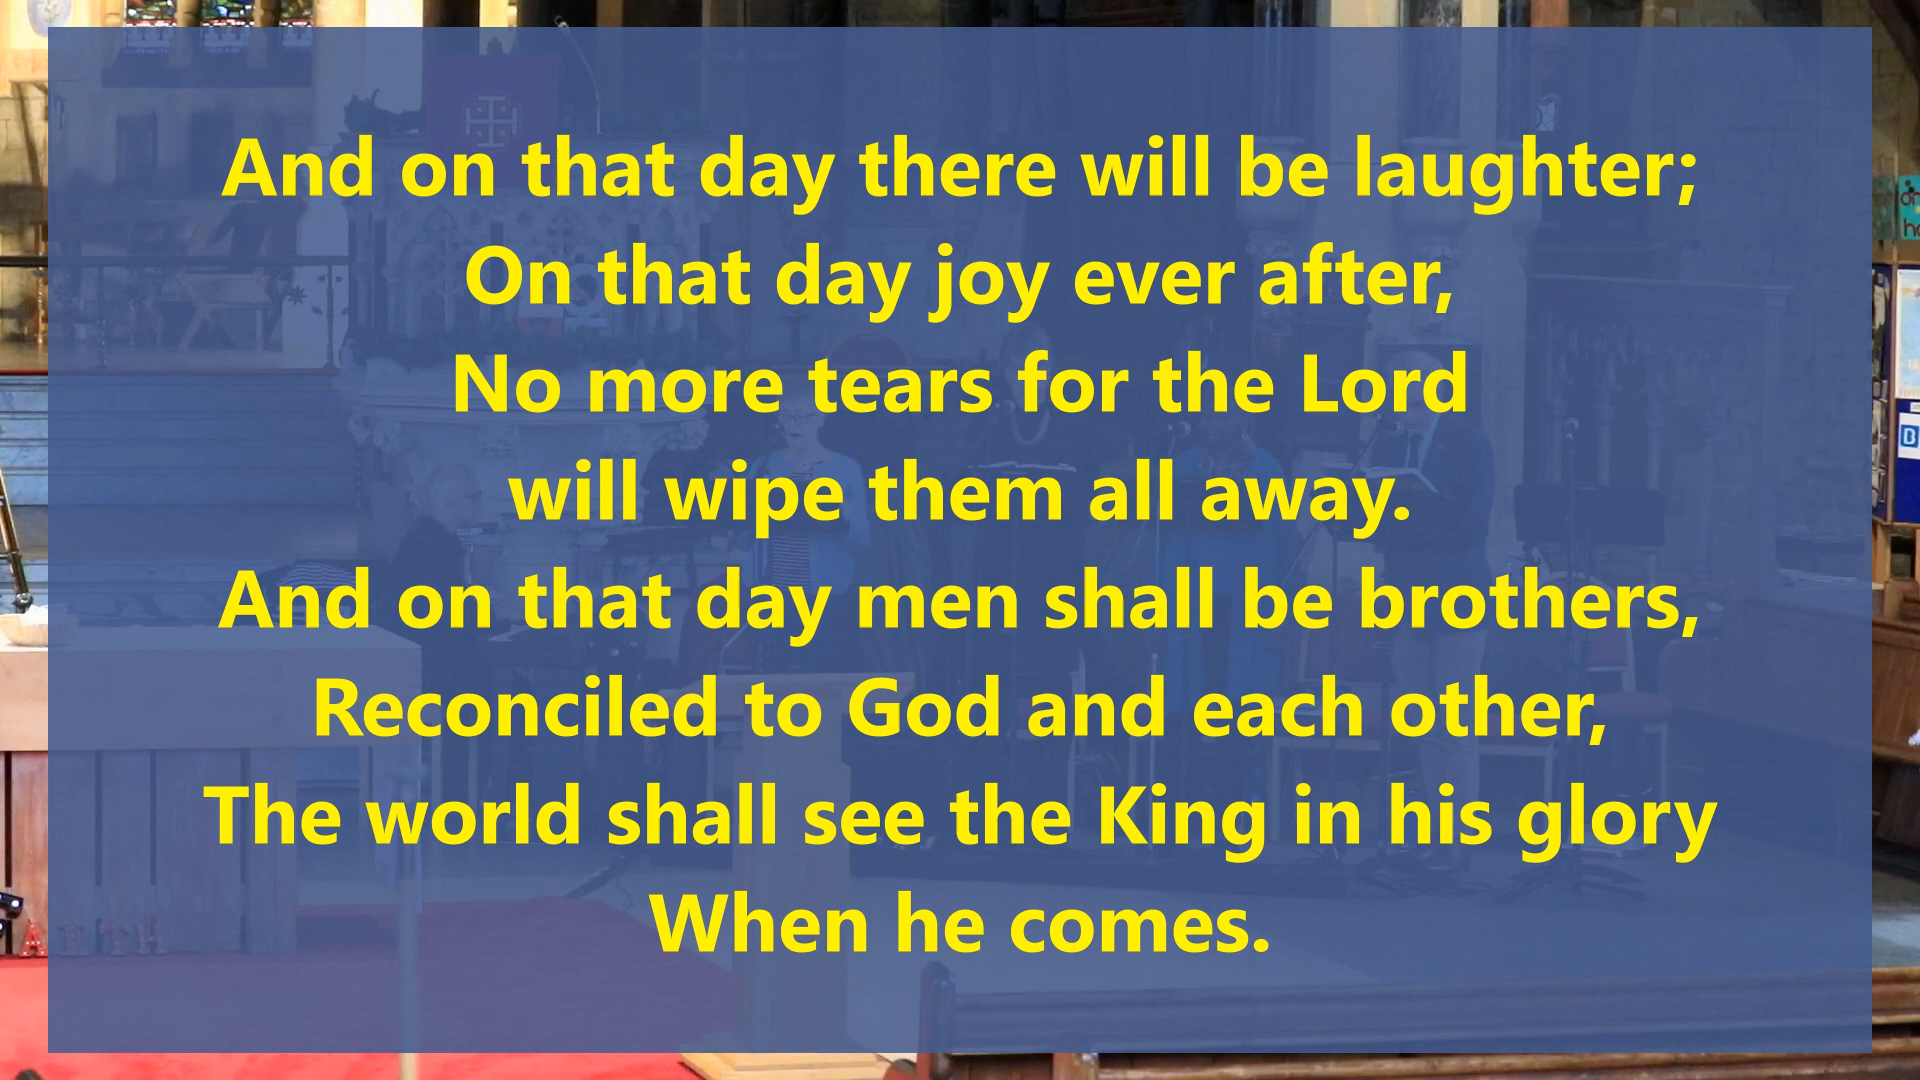 And on that day there will be laughter;
On that day joy ever after,
No more tears for the Lord
will wipe them all away.
And on that day men shall be brothers,
Reconciled to God and each other,
The world shall see the King in his glory
When he comes.